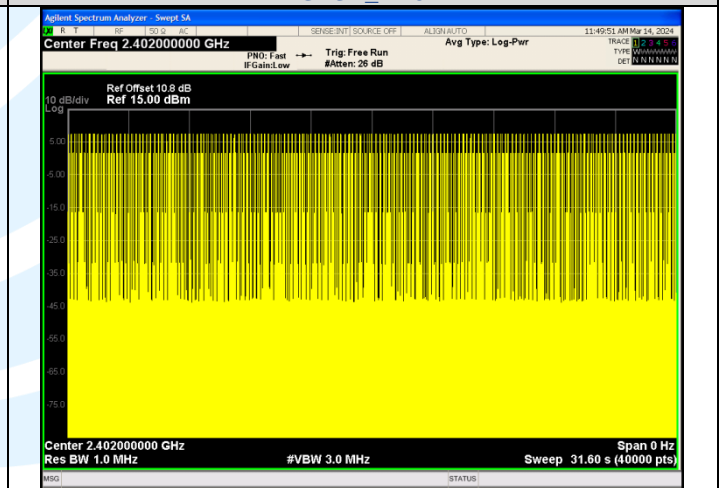 Agilent Spectrum Analyzer - Swept SA
R T RF 50 Ω AC SENSE:INT SOURCE OFF ALIGN AUTO 11:49:51 AM Mar 14, 2024
Center Freq 2.402000000 GHz
PNO: Fast
IFGain:Low
Trig: Free Run
#Atten: 26 dB
Avg Type: Log-Pwr
TRACE 1 2 3 4 5 6
TYPE WWWWWW
DET N N N N N N
Ref Offset 10.8 dB
10 dB/div Ref 15.00 dBm
Log
5.00
-5.00
-15.0
-25.0
-35.0
-45.0
-55.0
-65.0
-75.0
Center 2.402000000 GHz Span 0 Hz
Res BW 1.0 MHz #VBW 3.0 MHz Sweep 31.60 s (40000 pts)
MSG STATUS